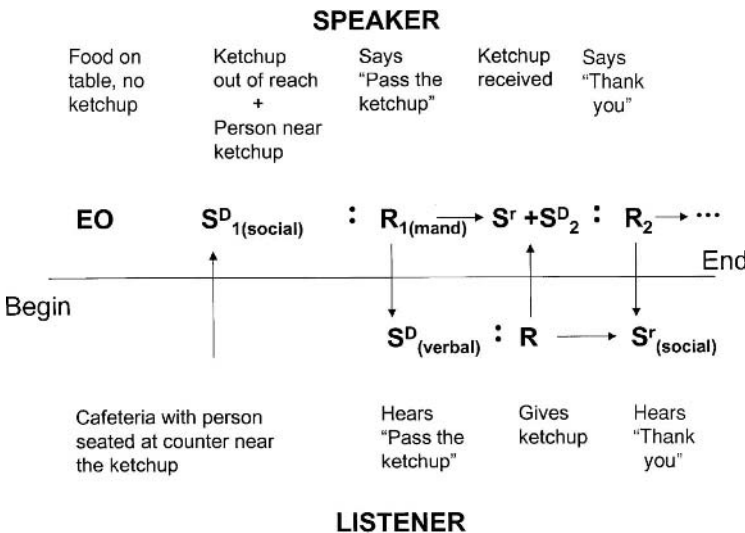 SPEAKER
Food on
table, no
ketchup
Ketchup
out of reach
+
Person near
ketchup
Says
“Pass the
ketchup”
Ketchup
received
Says
“Thank
you”
EO
Sᴰ₁(social) : R₁(mand) → Sʳ +Sᴰ₂ : R₂ → ...
Begin
End
Sᴰ(verbal) : R → Sʳ(social)
Cafeteria with person
seated at counter near
the ketchup
Hears
“Pass the
ketchup”
Gives
ketchup
Hears
“Thank
you”
LISTENER